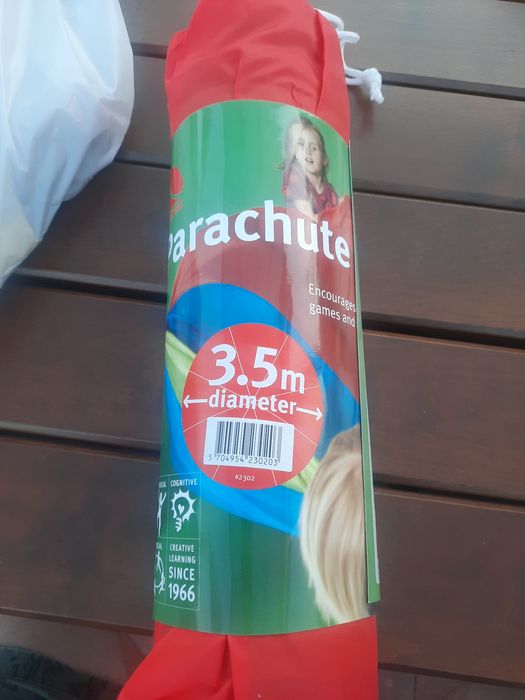 Parachute
Encourages
games and
3.5m
diameter
5 704954 230203
#2302
COGNITIVE
CREATIVE
LEARNING
SINCE
1966